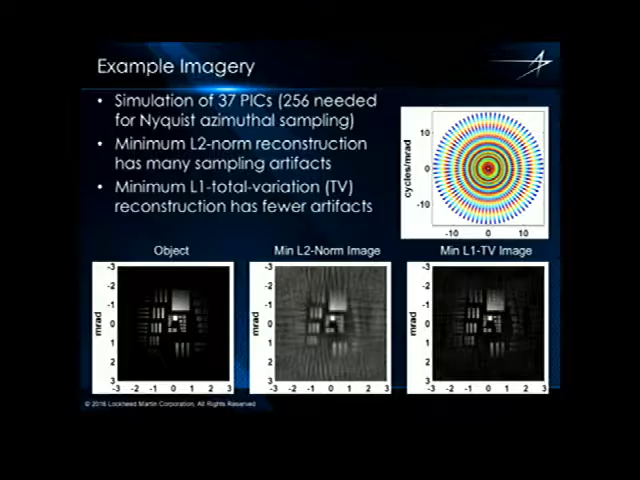 Example Imagery
• Simulation of 37 PICs (256 needed
for Nyquist azimuthal sampling)
• Minimum L2-norm reconstruction
has many sampling artifacts
• Minimum L1-total-variation (TV)
reconstruction has fewer artifacts
cycles/mrad
10
0
-10
-10 0 10
Object
Min L2-Norm Image
Min L1-TV Image
mrad
-3
-2
-1
0
1
2
3
-3 -2 -1 0 1 2 3
mrad
-3
-2
-1
0
1
2
3
-3 -2 -1 0 1 2 3
mrad
-3
-2
-1
0
1
2
3
-3 -2 -1 0 1 2 3
© 2016 Lockheed Martin Corporation, All Rights Reserved